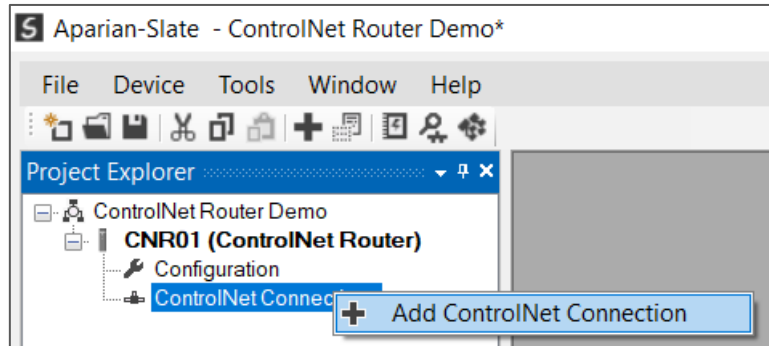 Aparian-Slate - ControlNet Router Demo*
File Device Tools Window Help
Project Explorer
ControlNet Router Demo
CNR01 (ControlNet Router)
Configuration
ControlNet
Add ControlNet Connection